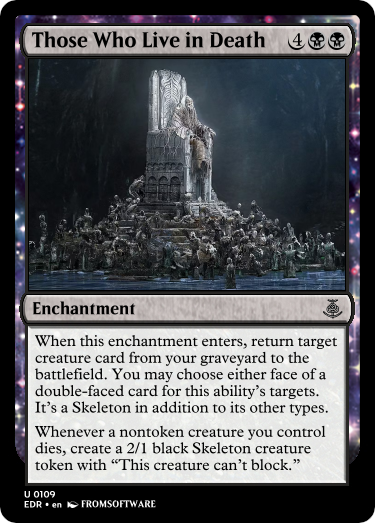 Those Who Live in Death 4
Enchantment
When this enchantment enters, return target
creature card from your graveyard to the
battlefield. You may choose either face of a
double-faced card for this ability's targets.
It's a Skeleton in addition to its other types.
Whenever a nontoken creature you control
dies, create a 2/1 black Skeleton creature
token with “This creature can't block.”
U 0109
EDR • en FROMSOFTWARE